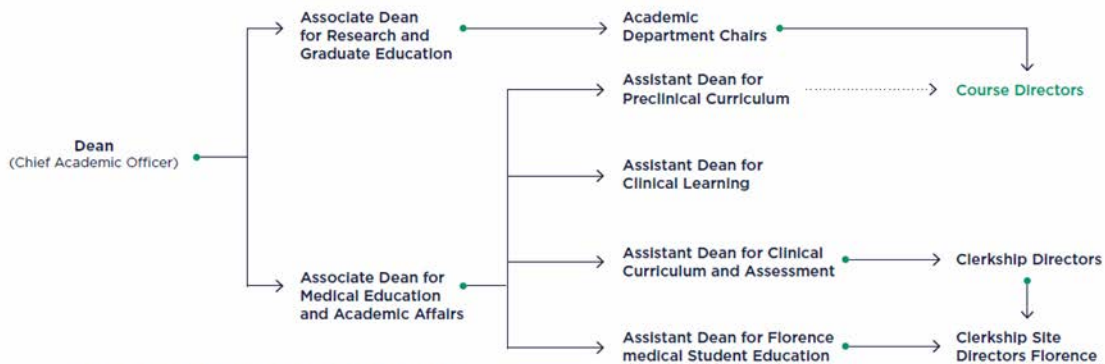 Associate Dean
for Research and
Graduate Education
Academic
Department Chairs
Assistant Dean for
Preclinical Curriculum
Course Directors
Dean
(Chief Academic Officer)
Assistant Dean for
Clinical Learning
Associate Dean for
Medical Education
and Academic Affairs
Assistant Dean for Clinical
Curriculum and Assessment
Clerkship Directors
Assistant Dean for Florence
medical Student Education
Clerkship Site
Directors Florence